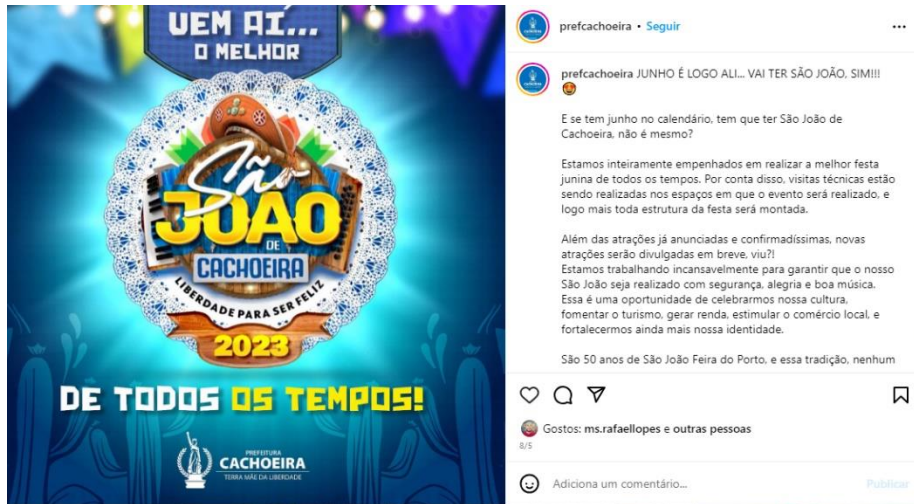 VEM AÍ...
O MELHOR
São
JOÃO
DE
CACHOEIRA
LIBERDADE PARA SER FELIZ
2023
DE TODOS OS TEMPOS!
PREFEITURA
CACHOEIRA
TERRA MÃE DA LIBERDADE
prefcachoeira • Seguir
prefcachoeira JUNHO É LOGO ALI... VAI TER SÃO JOÃO, SIM!!!
🤩
E se tem junho no calendário, tem que ter São João de
Cachoeira, não é mesmo?
Estamos inteiramente empenhados em realizar a melhor festa
junina de todos os tempos. Por conta disso, visitas técnicas estão
sendo realizadas nos espaços em que o evento será realizado, e
logo mais toda estrutura da festa será montada.
Além das atrações já anunciadas e confirmadíssimas, novas
atrações serão divulgadas em breve, viu?!
Estamos trabalhando incansavelmente para garantir que o nosso
São João seja realizado com segurança, alegria e boa música.
Essa é uma oportunidade de celebrarmos nossa cultura,
fomentar o turismo, gerar renda, estimular o comércio local, e
fortalecermos ainda mais nossa identidade.
São 50 anos de São João Feira do Porto, e essa tradição, nenhum
Gostos: ms.rafaellopes e outras pessoas
8/5
Adiciona um comentário...
Publicar